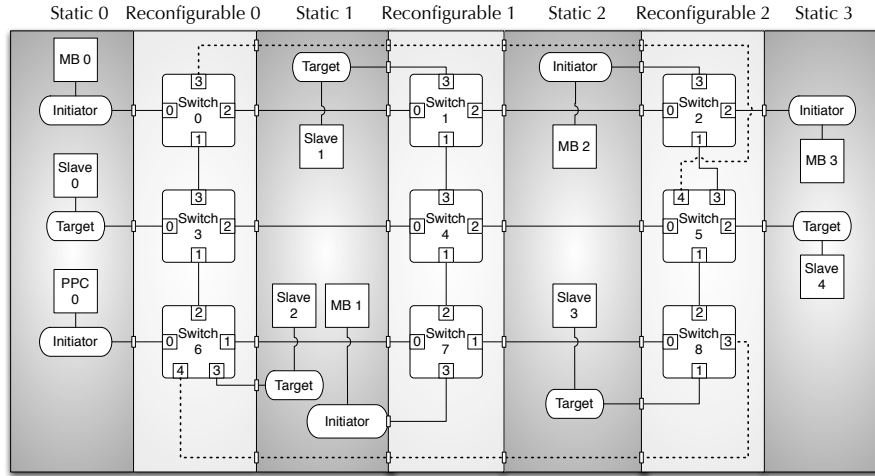 Static 0 Reconfigurable 0 Static 1 Reconfigurable 1 Static 2 Reconfigurable 2 Static 3
MB 0
Initiator
3
0 Switch 2
0
1
Target
Slave
1
3
0 Switch 2
1
1
Initiator
MB 2
3
0 Switch 2
2
1
Initiator
MB 3
Slave
0
Target
3
0 Switch 2
3
1
3
0 Switch 2
4
1
4 3
0 Switch 2
5
1
Target
Slave
4
PPC
0
Initiator
2
0 Switch 1
6
4 3
Slave
2
Target
MB 1
Initiator
2
0 Switch 1
7
3
Slave
3
Target
2
0 Switch 3
8
1